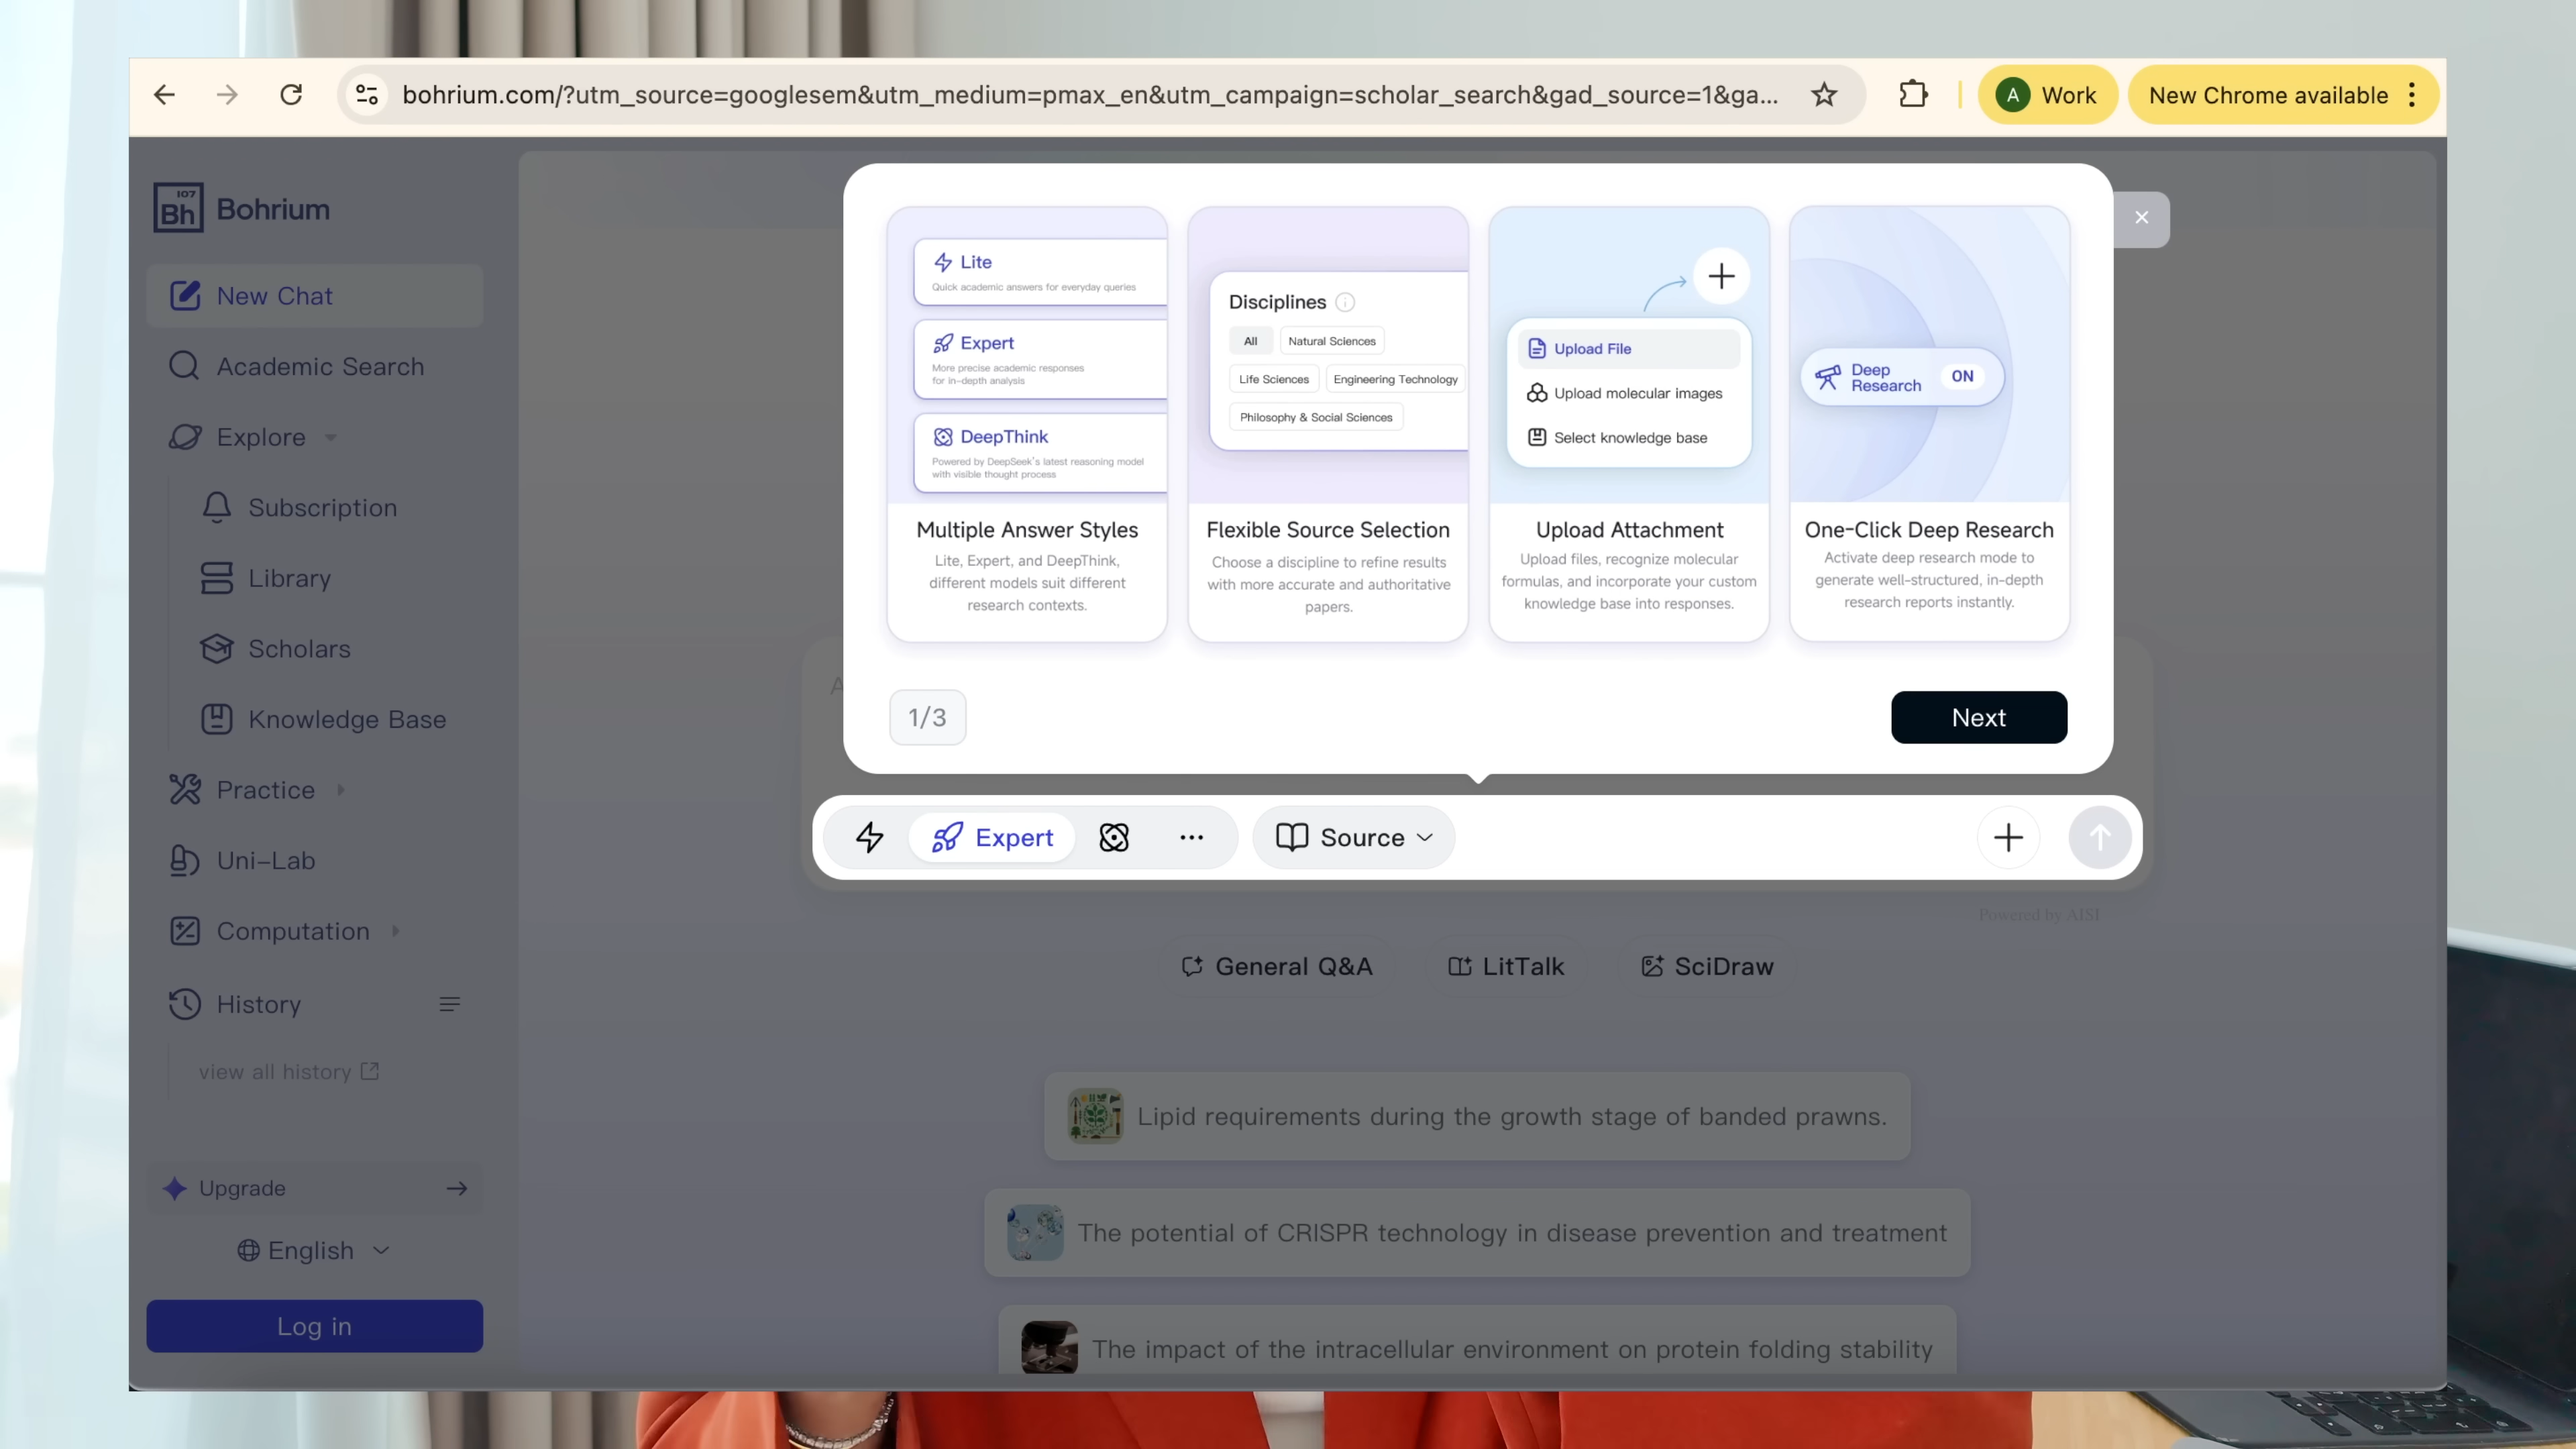 bohrium.com/?utm_source=googlesem&utm_medium=pmax_en&utm_campaign=scholar_search&gad_source=1&ga...
A Work
New Chrome available
107
Bh
Bohrium
New Chat
Academic Search
Explore
Subscription
Library
Scholars
Knowledge Base
Practice
Uni-Lab
Computation
History
view all history
Upgrade
English
Log in
Lite
Quick academic answers for everyday queries
Expert
More precise academic responses
for in-depth analysis
DeepThink
Powered by DeepSeek's latest reasoning model
with visible thought process
Multiple Answer Styles
Lite, Expert, and DeepThink,
different models suit different
research contexts.
Disciplines
All Natural Sciences
Life Sciences Engineering Technology
Philosophy & Social Sciences
Flexible Source Selection
Choose a discipline to refine results
with more accurate and authoritative
papers.
Upload File
Upload molecular images
Select knowledge base
Upload Attachment
Upload files, recognize molecular
formulas, and incorporate your custom
knowledge base into responses.
Deep
Research
ON
One-Click Deep Research
Activate deep research mode to
generate well-structured, in-depth
research reports instantly.
1/3
Next
Expert
Source
Powered by AISI
General Q&A
LitTalk
SciDraw
Lipid requirements during the growth stage of banded prawns.
The potential of CRISPR technology in disease prevention and treatment
The impact of the intracellular environment on protein folding stability